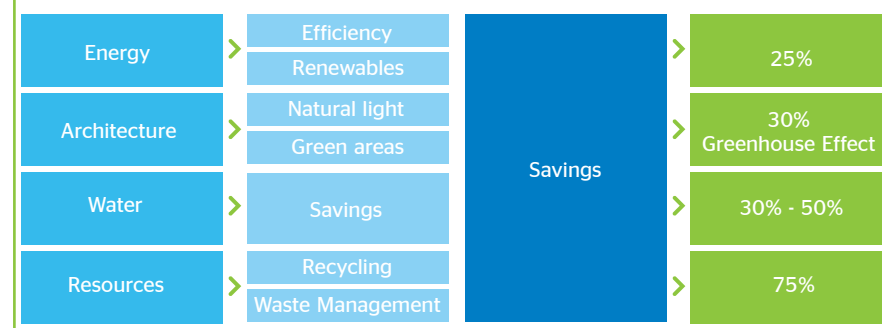 Energy
Efficiency
Renewables
25%
Architecture
Natural light
Green areas
30%
Greenhouse Effect
Savings
Water
Savings
30% - 50%
Resources
Recycling
Waste Management
75%